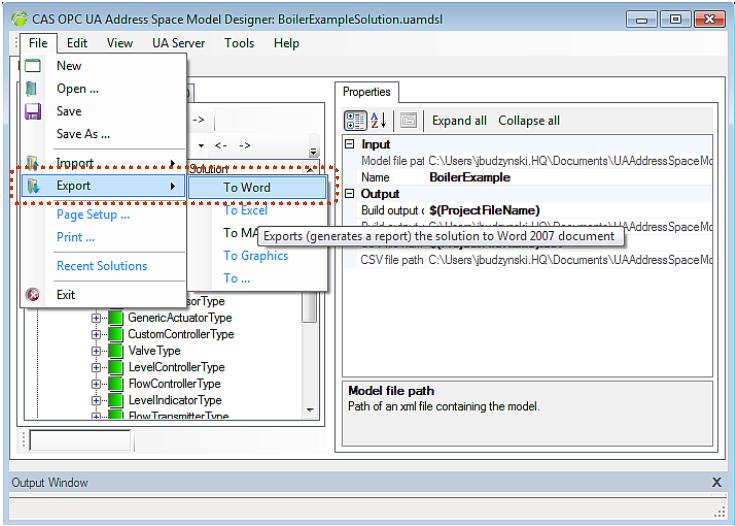 CAS OPC UA Address Space Model Designer: BoilerExampleSolution.uamdsl
File Edit View UA Server Tools Help
New
Open ...
Save
Save As ...
Import
Export
Page Setup ...
Print ...
Recent Solutions
Exit
To Word
To Excel
To MA
To Graphics
To ...
Exports (generates a report) the solution to Word 2007 document
->
<- ->
Solution
GenericActuatorType
CustomControllerType
ValveType
LevelControllerType
FlowControllerType
LevelIndicatorType
FlowTransmitterType
Properties
Expand all Collapse all
Input
Model file pat C:\Users\jbudzynski.HQ\Documents\UAAddressSpaceMo
Name BoilerExample
Output
Build output c $(ProjectFileName)
Build output C:\Users\jbudzynski.HQ\Documents\UAAddressSpaceMo
CSV file path C:\Users\jbudzynski.HQ\Documents\UAAddressSpaceMo
Model file path
Path of an xml file containing the model.
Output Window X